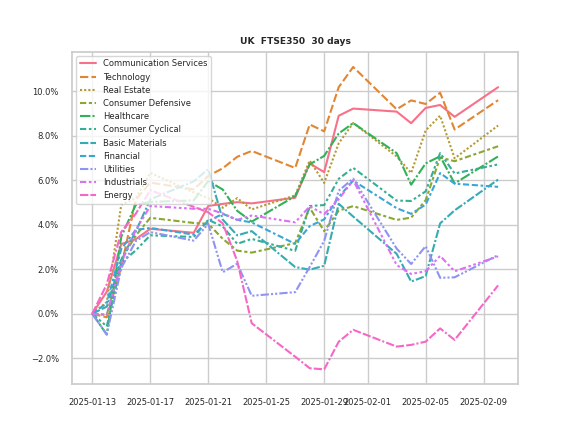 UK FTSE350 30 days
Communication Services
Technology
Real Estate
Consumer Defensive
Healthcare
Consumer Cyclical
Basic Materials
Financial
Utilities
Industrials
Energy
10.0%
8.0%
6.0%
4.0%
2.0%
0.0%
−2.0%
2025-01-13 2025-01-17 2025-01-21 2025-01-25 2025-01-29 2025-02-01 2025-02-05 2025-02-09